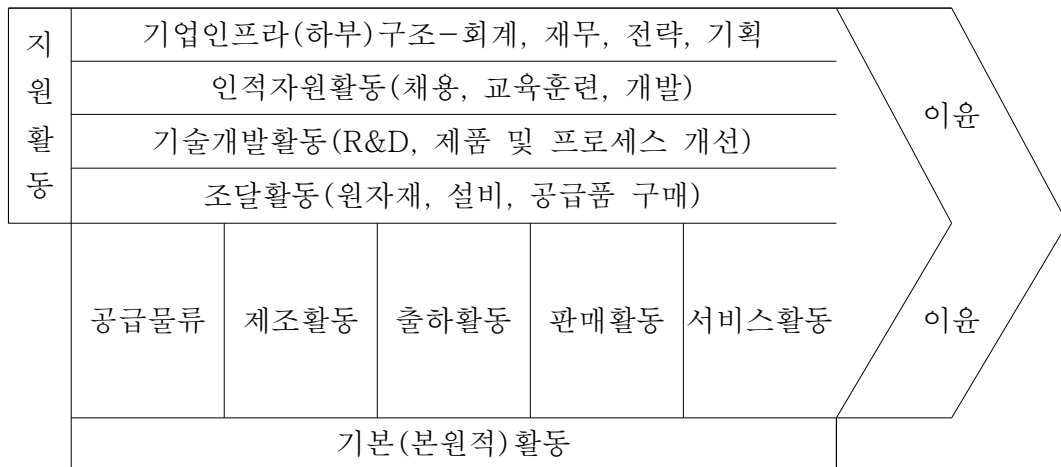 지원활동
기업인프라(하부)구조-회계, 재무, 전략, 기획
인적자원활동(채용, 교육훈련, 개발)
기술개발활동(R&D, 제품 및 프로세스 개선)
조달활동(원자재, 설비, 공급품 구매)
이윤
공급물류 제조활동 출하활동 판매활동 서비스활동 이윤
기본(본원적)활동